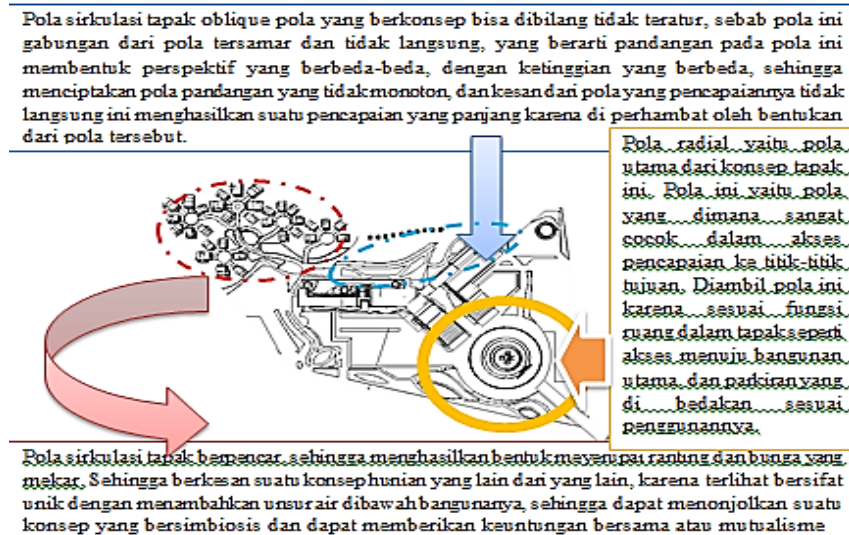 Pola sirkulasi tapak oblique pola yang berkonsep bisa dibilang tidak teratur, sebab pola ini
gabungan dari pola tersamar dan tidak langsung, yang berarti pandangan pada pola ini
membentuk perspektif yang berbeda-beda, dengan ketinggian yang berbeda, sehingga
menciptakan pola pandangan yang tidak monoton, dan kesan dari pola yang pencapaiannya tidak
langsung ini menghasilkan suatu pencapaian yang panjang karena di perhambat oleh bentukan
dari pola tersebut.
Pola radial yaitu pola
utama dari konsep tapak
ini. Pola ini yaitu pola
yang dimana sangat
cocok dalam akses
pencapaian ke titik-titik
tujuan. Diambil pola ini
karena sesuai fungsi
ruang dalam tapak seperti
akses menuju bangunan
utama, dan parkiran yang
di bedakan sesuai
penggunannya.
Pola sirkulasi tapak berpencar, sehingga menghasilkan bentuk meyerupai ranting dan bunga yang
mekar. Sehingga berkesan suatu konsep hunian yang lain dari yang lain, karena terlihat bersifat
unik dengan menambahkan unsur air dibawah bangunanya, sehingga dapat menonjolkan suatu
konsep yang bersimbiosis dan dapat memberikan keuntungan bersama atau mutualisme